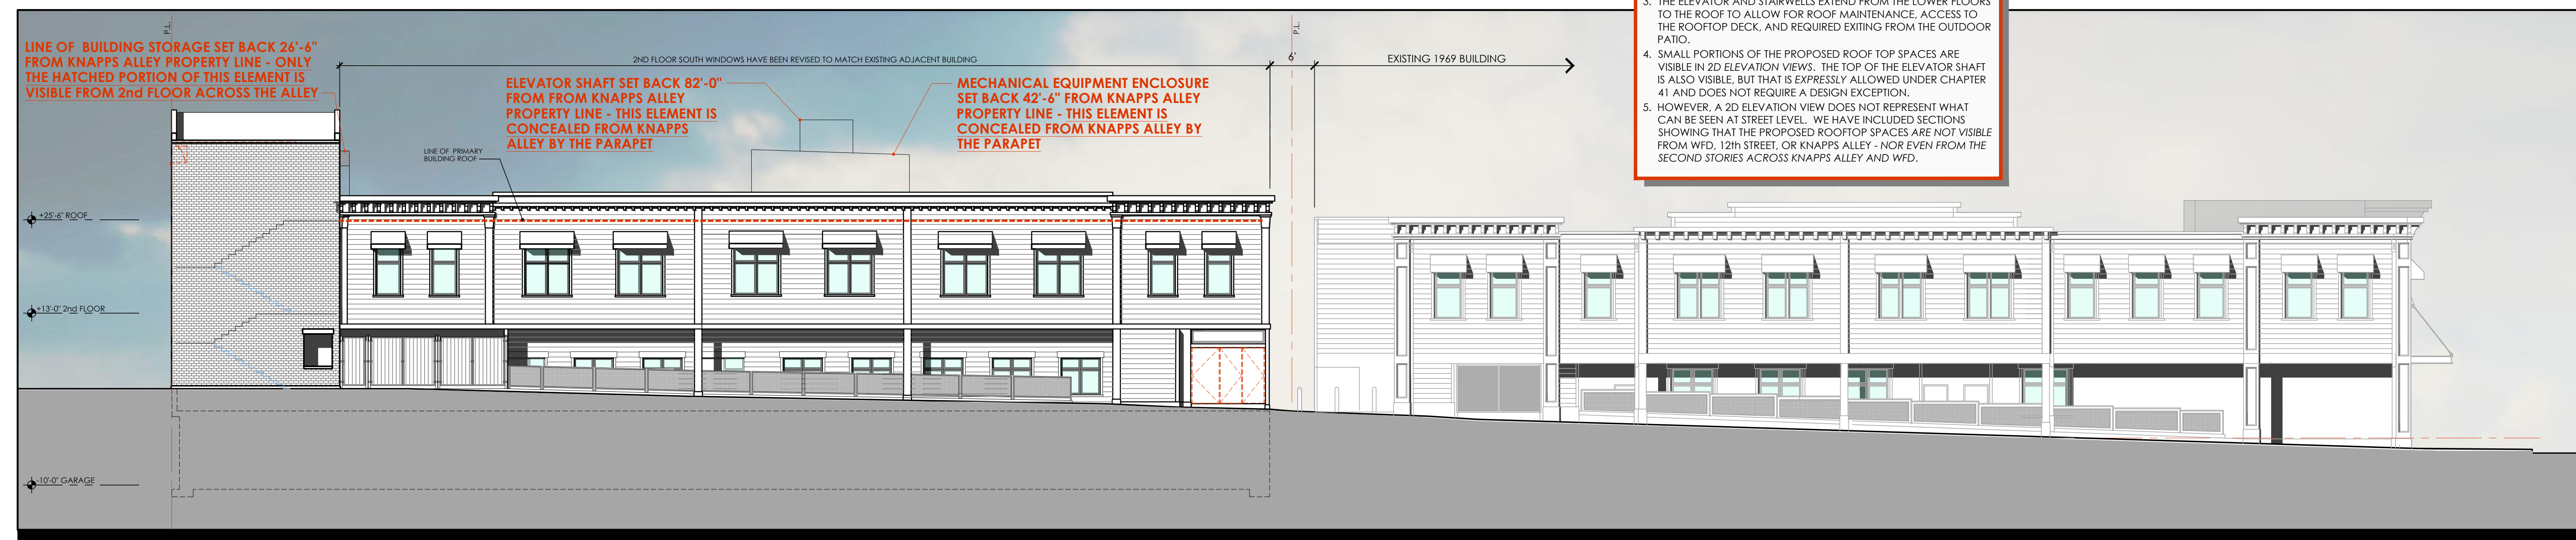 P.L.
LINE OF BUILDING STORAGE SET BACK 26'-6"
FROM KNAPPS ALLEY PROPERTY LINE - ONLY
THE HATCHED PORTION OF THIS ELEMENT IS
VISIBLE FROM 2nd FLOOR ACROSS THE ALLEY
2ND FLOOR SOUTH WINDOWS HAVE BEEN REVISED TO MATCH EXISTING ADJACENT BUILDING
ELEVATOR SHAFT SET BACK 82'-0"
FROM FROM KNAPPS ALLEY
PROPERTY LINE - THIS ELEMENT IS
CONCEALED FROM KNAPPS
ALLEY BY THE PARAPET
MECHANICAL EQUIPMENT ENCLOSURE
SET BACK 42'-6" FROM KNAPPS ALLEY
PROPERTY LINE - THIS ELEMENT IS
CONCEALED FROM KNAPPS ALLEY BY
THE PARAPET
LINE OF PRIMARY
BUILDING ROOF
P.L.
6'
EXISTING 1969 BUILDING
3. THE ELEVATOR AND STAIRWELLS EXTEND FROM THE LOWER FLOORS
TO THE ROOF TO ALLOW FOR ROOF MAINTENANCE, ACCESS TO
THE ROOFTOP DECK, AND REQUIRED EXITING FROM THE OUTDOOR
PATIO.
4. SMALL PORTIONS OF THE PROPOSED ROOF TOP SPACES ARE
VISIBLE IN 2D ELEVATION VIEWS. THE TOP OF THE ELEVATOR SHAFT
IS ALSO VISIBLE, BUT THAT IS EXPRESSLY ALLOWED UNDER CHAPTER
41 AND DOES NOT REQUIRE A DESIGN EXCEPTION.
5. HOWEVER, A 2D ELEVATION VIEW DOES NOT REPRESENT WHAT
CAN BE SEEN AT STREET LEVEL. WE HAVE INCLUDED SECTIONS
SHOWING THAT THE PROPOSED ROOFTOP SPACES ARE NOT VISIBLE
FROM WFD, 12th STREET, OR KNAPPS ALLEY - NOR EVEN FROM THE
SECOND STORIES ACROSS KNAPPS ALLEY AND WFD.
+25'-6" ROOF
+13'-0" 2nd FLOOR
-10'-0" GARAGE